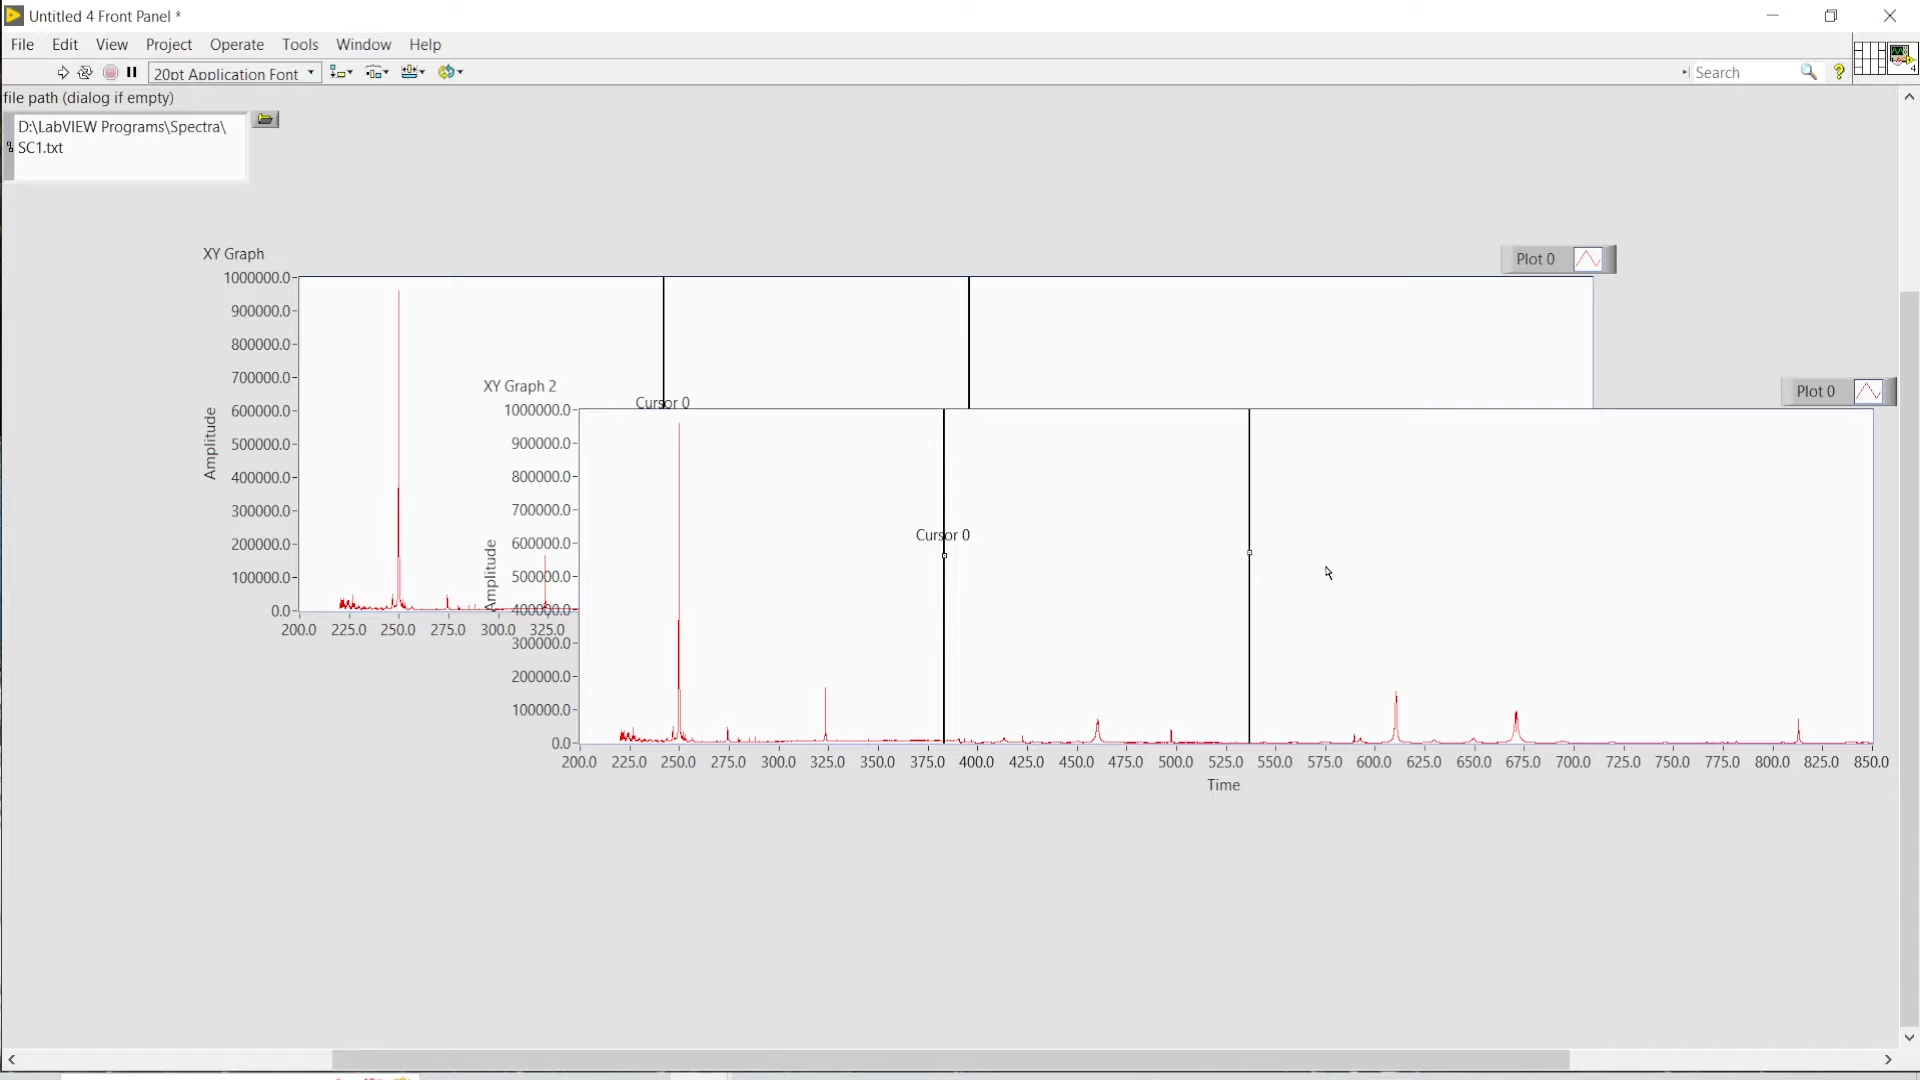 Untitled 4 Front Panel *
File Edit View Project Operate Tools Window Help
20pt Application Font
Search
?
4
file path (dialog if empty)
D:\LabVIEW Programs\Spectra\
SC1.txt
XY Graph
Plot 0
1000000.0
900000.0
800000.0
700000.0
600000.0
500000.0
400000.0
300000.0
200000.0
100000.0
0.0
Amplitude
200.0 225.0 250.0 275.0 300.0 325.0
Cursor 0
XY Graph 2
Plot 0
1000000.0
900000.0
800000.0
700000.0
600000.0
500000.0
400000.0
300000.0
200000.0
100000.0
0.0
Amplitude
Cursor 0
200.0 225.0 250.0 275.0 300.0 325.0 350.0 375.0 400.0 425.0 450.0 475.0 500.0 525.0 550.0 575.0 600.0 625.0 650.0 675.0 700.0 725.0 750.0 775.0 800.0 825.0 850.0
Time